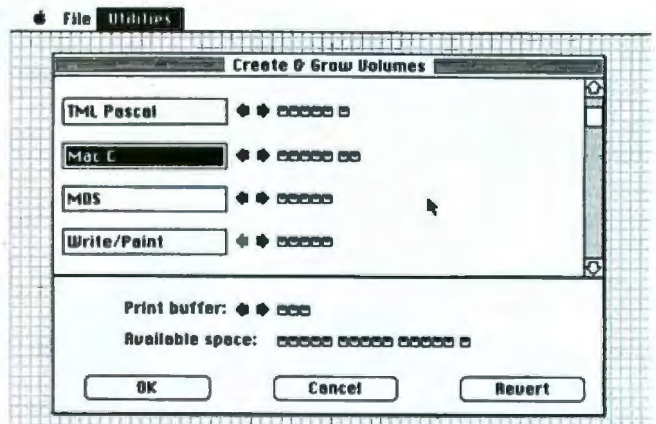 File Utilities
Create & Grow Volumes
TML Pascal
Mac C
MDS
Write/Paint
Print buffer:
Available space:
OK Cancel Revert